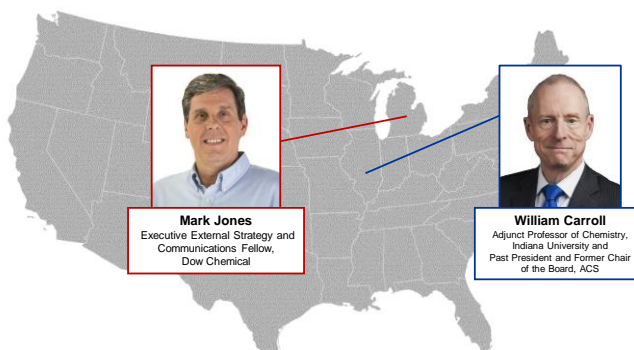 Mark Jones
Executive External Strategy and
Communications Fellow,
Dow Chemical
William Carroll
Adjunct Professor of Chemistry,
Indiana University and
Past President and Former Chair
of the Board, ACS